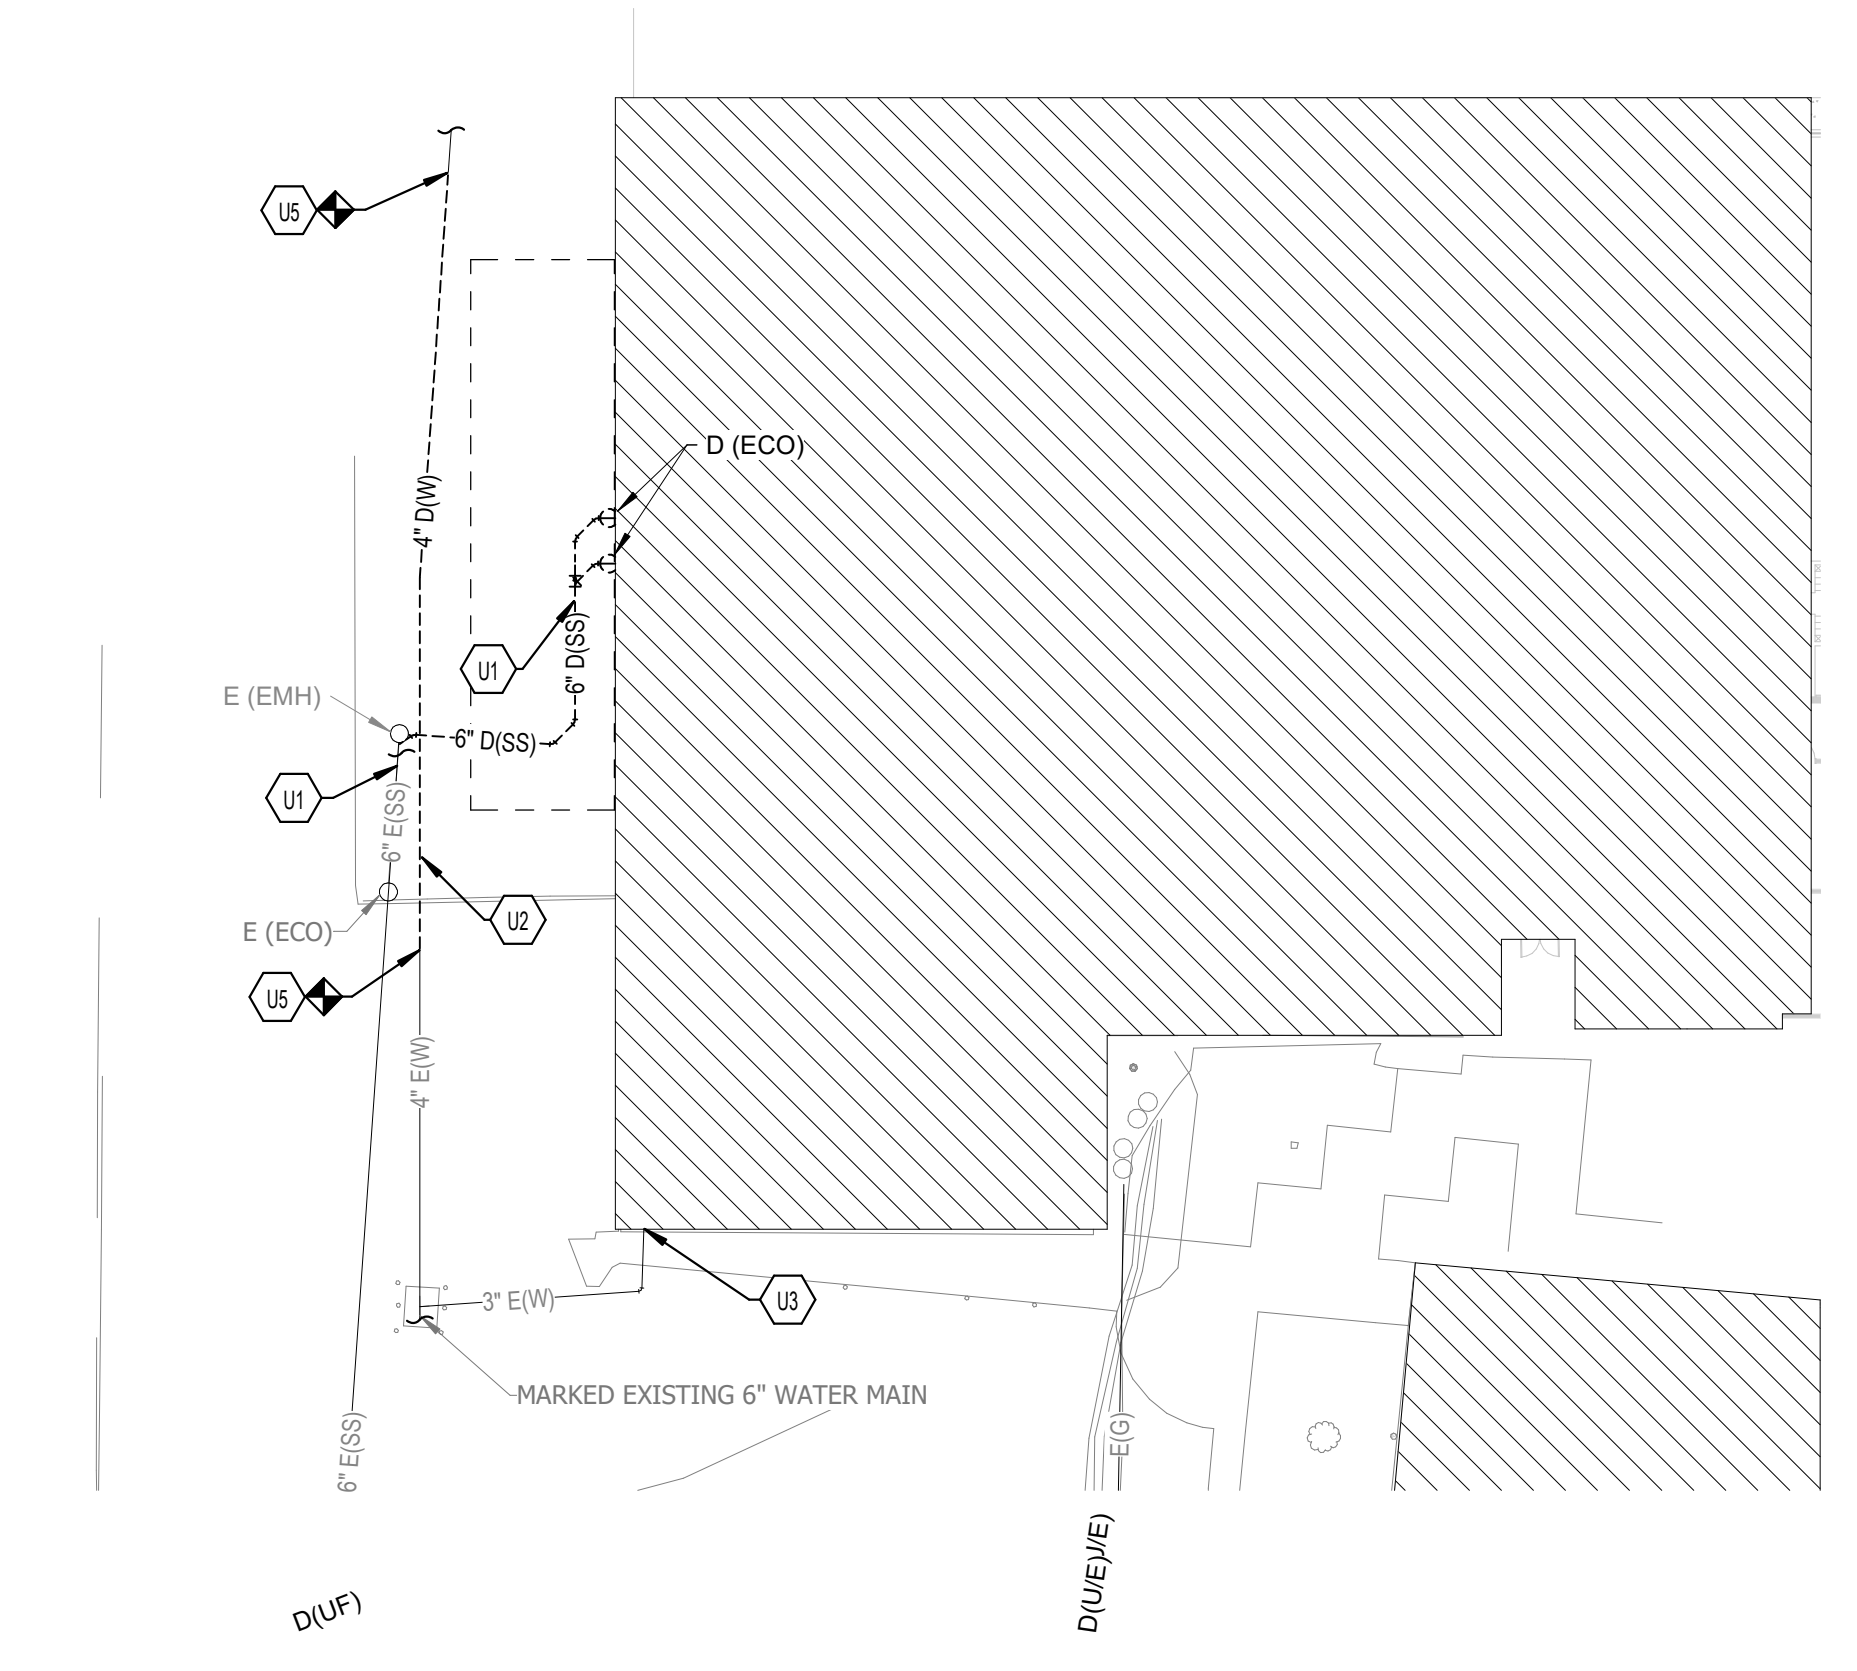 U5
D (ECO)
4" D(W)
6" D(SS)
U1
E (EMH)
6" D(SS)
U1
6" E(SS)
U2
E (ECO)
U5
4" E(W)
3" E(W)
U3
MARKED EXISTING 6" WATER MAIN
E(G)
6" E(SS)
D(U/E)
D(UF)